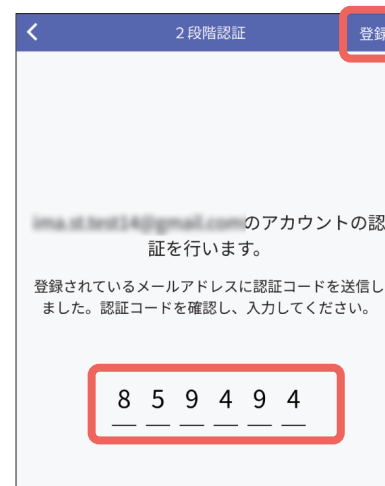 ２段階認証
登録
のアカウントの認
証を行います。
登録されているメールアドレスに認証コードを送信し
ました。認証コードを確認し、入力してください。
8 5 9 4 9 4